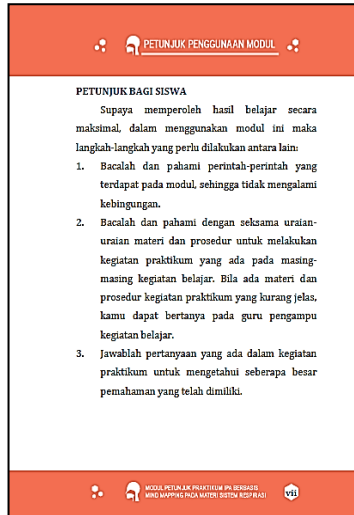 PETUNJUK PENGGUNAAN MODUL
PETUNJUK BAGI SISWA
Supaya memperoleh hasil belajar secara
maksimal, dalam menggunakan modul ini maka
langkah-langkah yang perlu dilakukan antara lain:
1. Bacalah dan pahami perintah-perintah yang
terdapat pada modul, sehingga tidak mengalami
kebingungan.
2. Bacalah dan pahami dengan seksama uraian-
uraian materi dan prosedur untuk melakukan
kegiatan praktikum yang ada pada masing-
masing kegiatan belajar. Bila ada materi dan
prosedur kegiatan praktikum yang kurang jelas,
kamu dapat bertanya pada guru pengampu
kegiatan belajar.
3. Jawablah pertanyaan yang ada dalam kegiatan
praktikum untuk mengetahui seberapa besar
pemahaman yang telah dimiliki.
MODUL PETUNJUK PRAKTIKUM IPA BERBASIS
MIND MAPPING PADA MATERI SISTEM RESPIRASI
vii